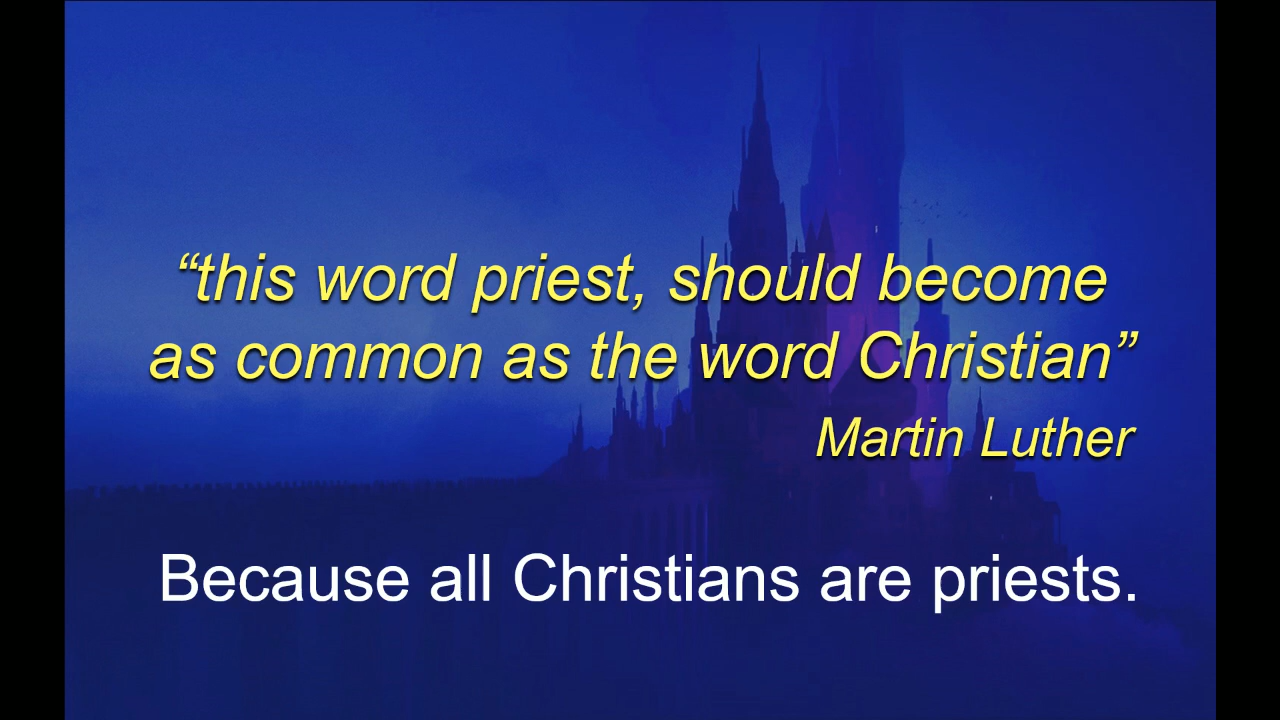 “this word priest, should become
as common as the word Christian”
Martin Luther
Because all Christians are priests.